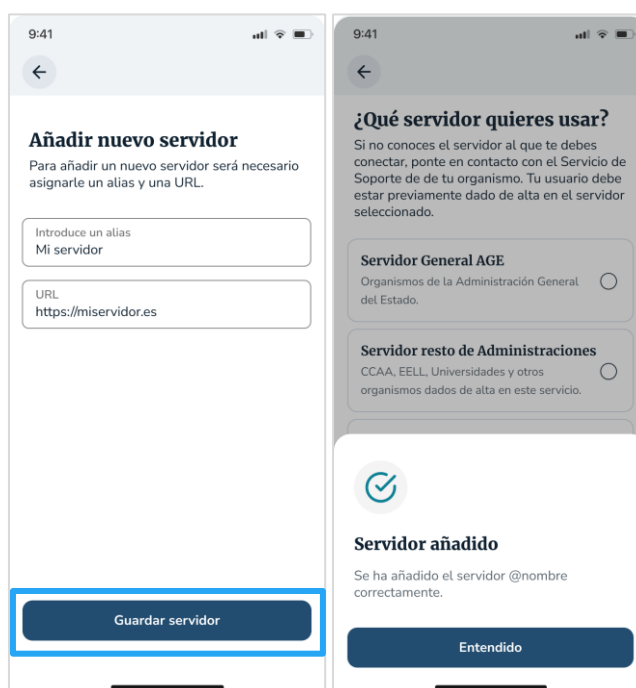 9:41
Añadir nuevo servidor
Para añadir un nuevo servidor será necesario
asignarle un alias y una URL.
Introduce un alias
Mi servidor
URL
https://miservidor.es
Guardar servidor
9:41
¿Qué servidor quieres usar?
Si no conoces el servidor al que te debes
conectar, ponte en contacto con el Servicio de
Soporte de de tu organismo. Tu usuario debe
estar previamente dado de alta en el servidor
seleccionado.
Servidor General AGE
Organismos de la Administración General
del Estado.
Servidor resto de Administraciones
CCAA, EELL, Universidades y otros
organismos dados de alta en este servicio.
Servidor añadido
Se ha añadido el servidor @nombre
correctamente.
Entendido